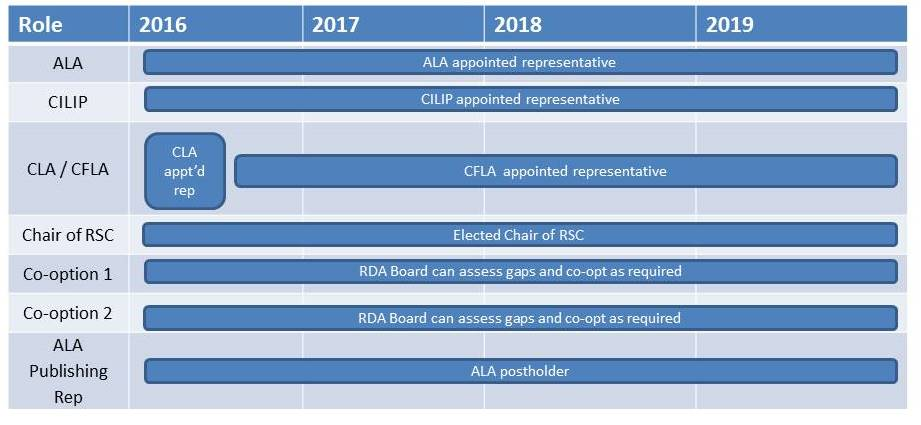 Role 2016 2017 2018 2019
ALA ALA appointed representative
CILIP CILIP appointed representative
CLA / CFLA
CLA
appt'd
rep
CFLA appointed representative
Chair of RSC Elected Chair of RSC
Co-option 1 RDA Board can assess gaps and co-opt as required
Co-option 2 RDA Board can assess gaps and co-opt as required
ALA
Publishing
Rep
ALA postholder